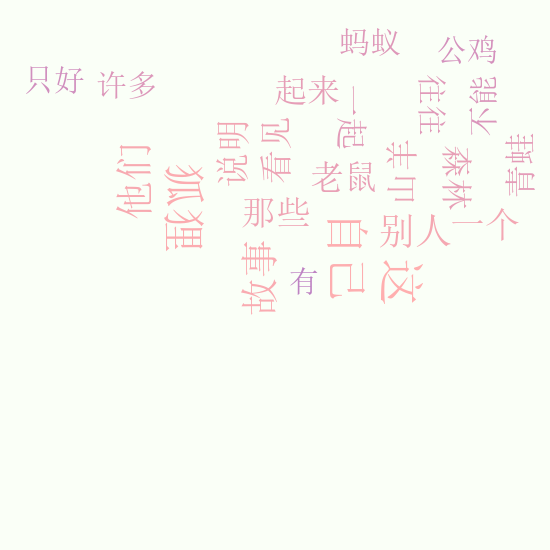 蚂蚁
公鸡
只好
许多
起来
往往
不能
一起
说明
看见
羊山
森林
青蛙
老鼠
他们
狐狸
那些
自己
别人
一个
故事
有
这